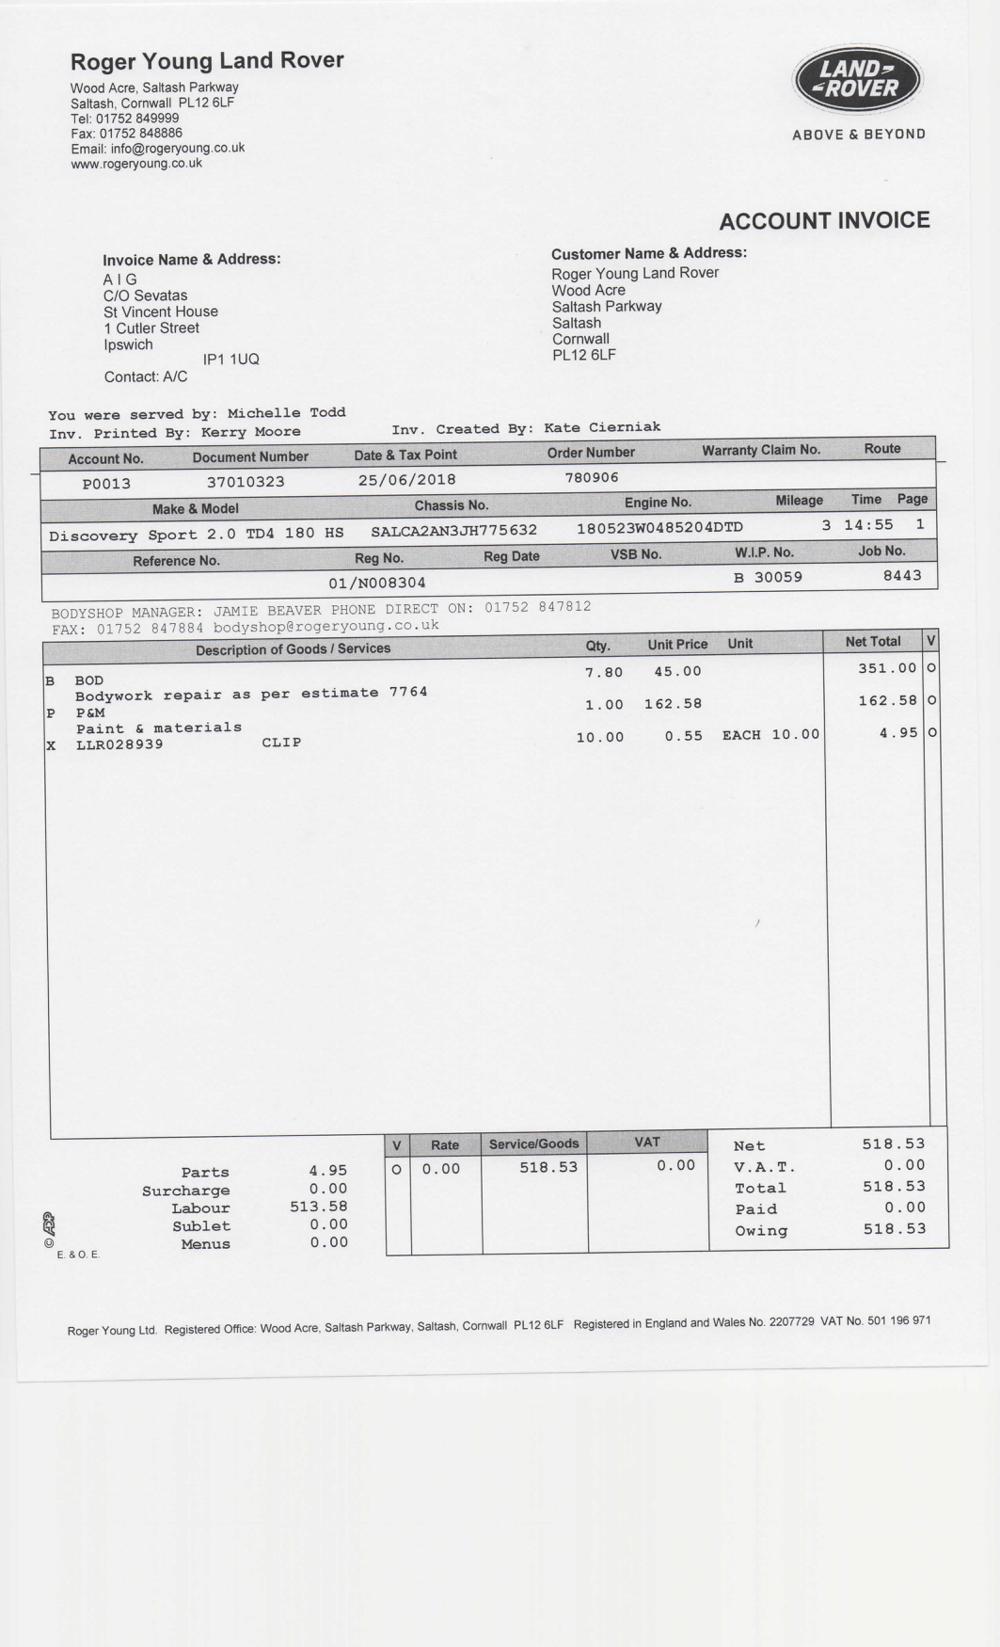 Roger Young Land Rover
Wood Acre, Saltash Parkway
Saltash, Cornwall PL12 6LF
Tel: 01752 849999
Fax: 01752 848886
Email: info@rogeryoung.co.uk
www.rogeryoung.co.uk
LAND-
-ROVER
ABOVE & BEYOND
ACCOUNT INVOICE
Invoice Name & Address:
A I G
C/O Sevatas
St Vincent House
1 Cutler Street
Ipswich
IP1 1UQ
Contact: A/C
Customer Name & Address:
Roger Young Land Rover
Wood Acre
Saltash Parkway
Saltash
Cornwall
PL12 6LF
You were served by: Michelle Todd
Inv. Printed By: Kerry Moore Inv. Created By: Kate Cierniak
Account No. Document Number Date & Tax Point Order Number Warranty Claim No. Route
P0013 37010323 25/06/2018 780906
Make & Model Chassis No. Engine No. Mileage Time Page
Discovery Sport 2.0 TD4 180 HS SALCA2AN3JH775632 180523W0485204DTD 3 14:55 1
Reference No. Reg No. Reg Date VSB No. W.I.P. No. Job No.
01/N008304 B 30059 8443
BODYSHOP MANAGER: JAMIE BEAVER PHONE DIRECT ON: 01752 847812
FAX: 01752 847884 bodyshop@rogeryoung.co.uk
Description of Goods / Services Qty. Unit Price Unit Net Total V
B BOD 7.80 45.00 351.00 O
Bodywork repair as per estimate 7764
P P&M 1.00 162.58 162.58 O
Paint & materials
X LLR028939 CLIP 10.00 0.55 EACH 10.00 4.95 O
V Rate Service/Goods VAT
O 0.00 518.53 0.00
Parts 4.95
Surcharge 0.00
Labour 513.58
Sublet 0.00
Menus 0.00
Net 518.53
V.A.T. 0.00
Total 518.53
Paid 0.00
Owing 518.53
© ADP
E. & O. E.
Roger Young Ltd. Registered Office: Wood Acre, Saltash Parkway, Saltash, Cornwall PL12 6LF Registered in England and Wales No. 2207729 VAT No. 501 196 971